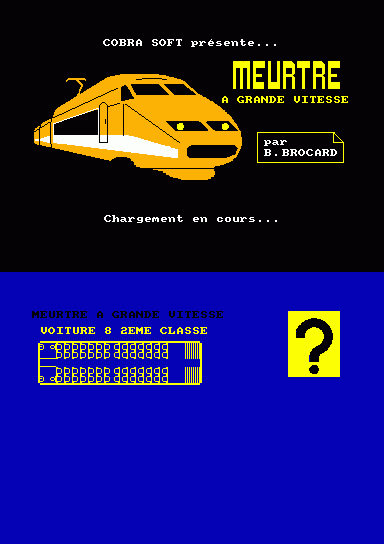 COBRA SOFT présente...
MEURTRE
A GRANDE VITESSE
par
B.BROCARD
Chargement en cours...
MEURTRE A GRANDE VITESSE
VOITURE 8 2EME CLASSE
?